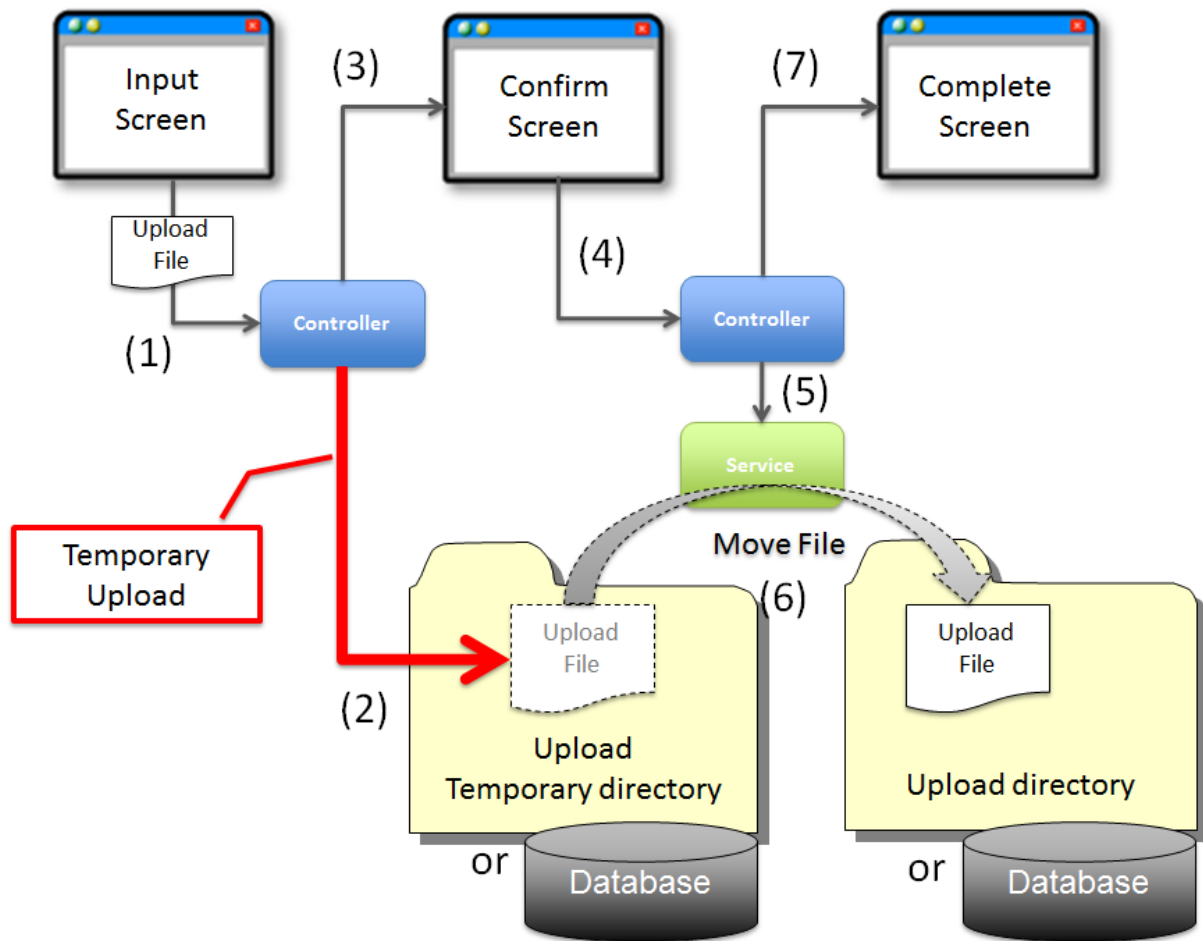 Input
Screen
(3)
Confirm
Screen
(7)
Complete
Screen
Upload
File
(1)
Controller
(4)
Controller
(5)
Service
Temporary
Upload
Move File
(6)
Upload
File
(2)
Upload
Temporary directory
or
Database
Upload
File
Upload directory
or
Database